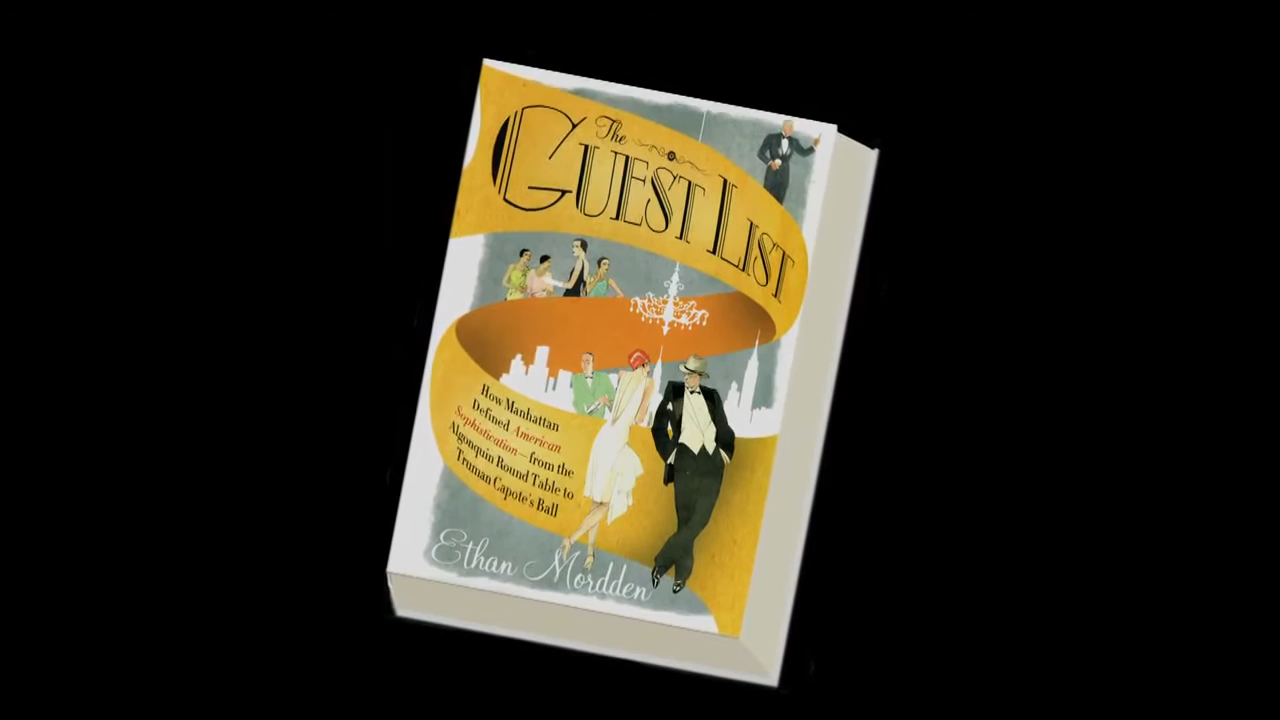 The
GUEST LIST
How Manhattan
Defined American
Sophistication—from the
Algonquin Round Table to
Truman Capote's Ball
Ethan Mordden